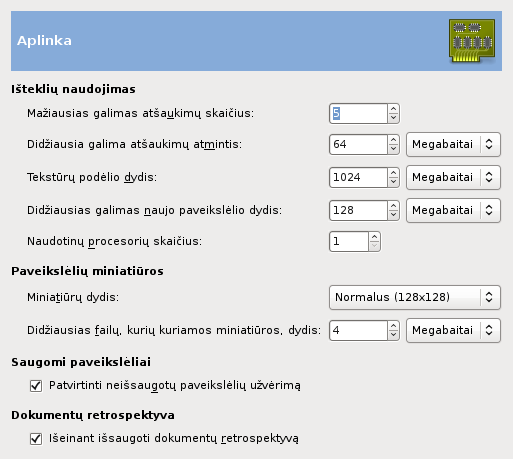 Aplinka
Išteklių naudojimas
Mažiausias galimas atšaukimų skaičius: 5
Didžiausia galima atšaukimų atmintis: 64 Megabaitai
Tekstūrų podėlio dydis: 1024 Megabaitai
Didžiausias galimas naujo paveikslėlio dydis: 128 Megabaitai
Naudotinų procesorių skaičius: 1
Paveikslėlių miniatiūros
Miniatiūrų dydis: Normalus (128x128)
Didžiausias failų, kurių kuriamos miniatiūros, dydis: 4 Megabaitai
Saugomi paveikslėliai
Patvirtinti neišsaugotų paveikslėlių užvėrimą
Dokumentų retrospektyva
Išeinant išsaugoti dokumentų retrospektyvą